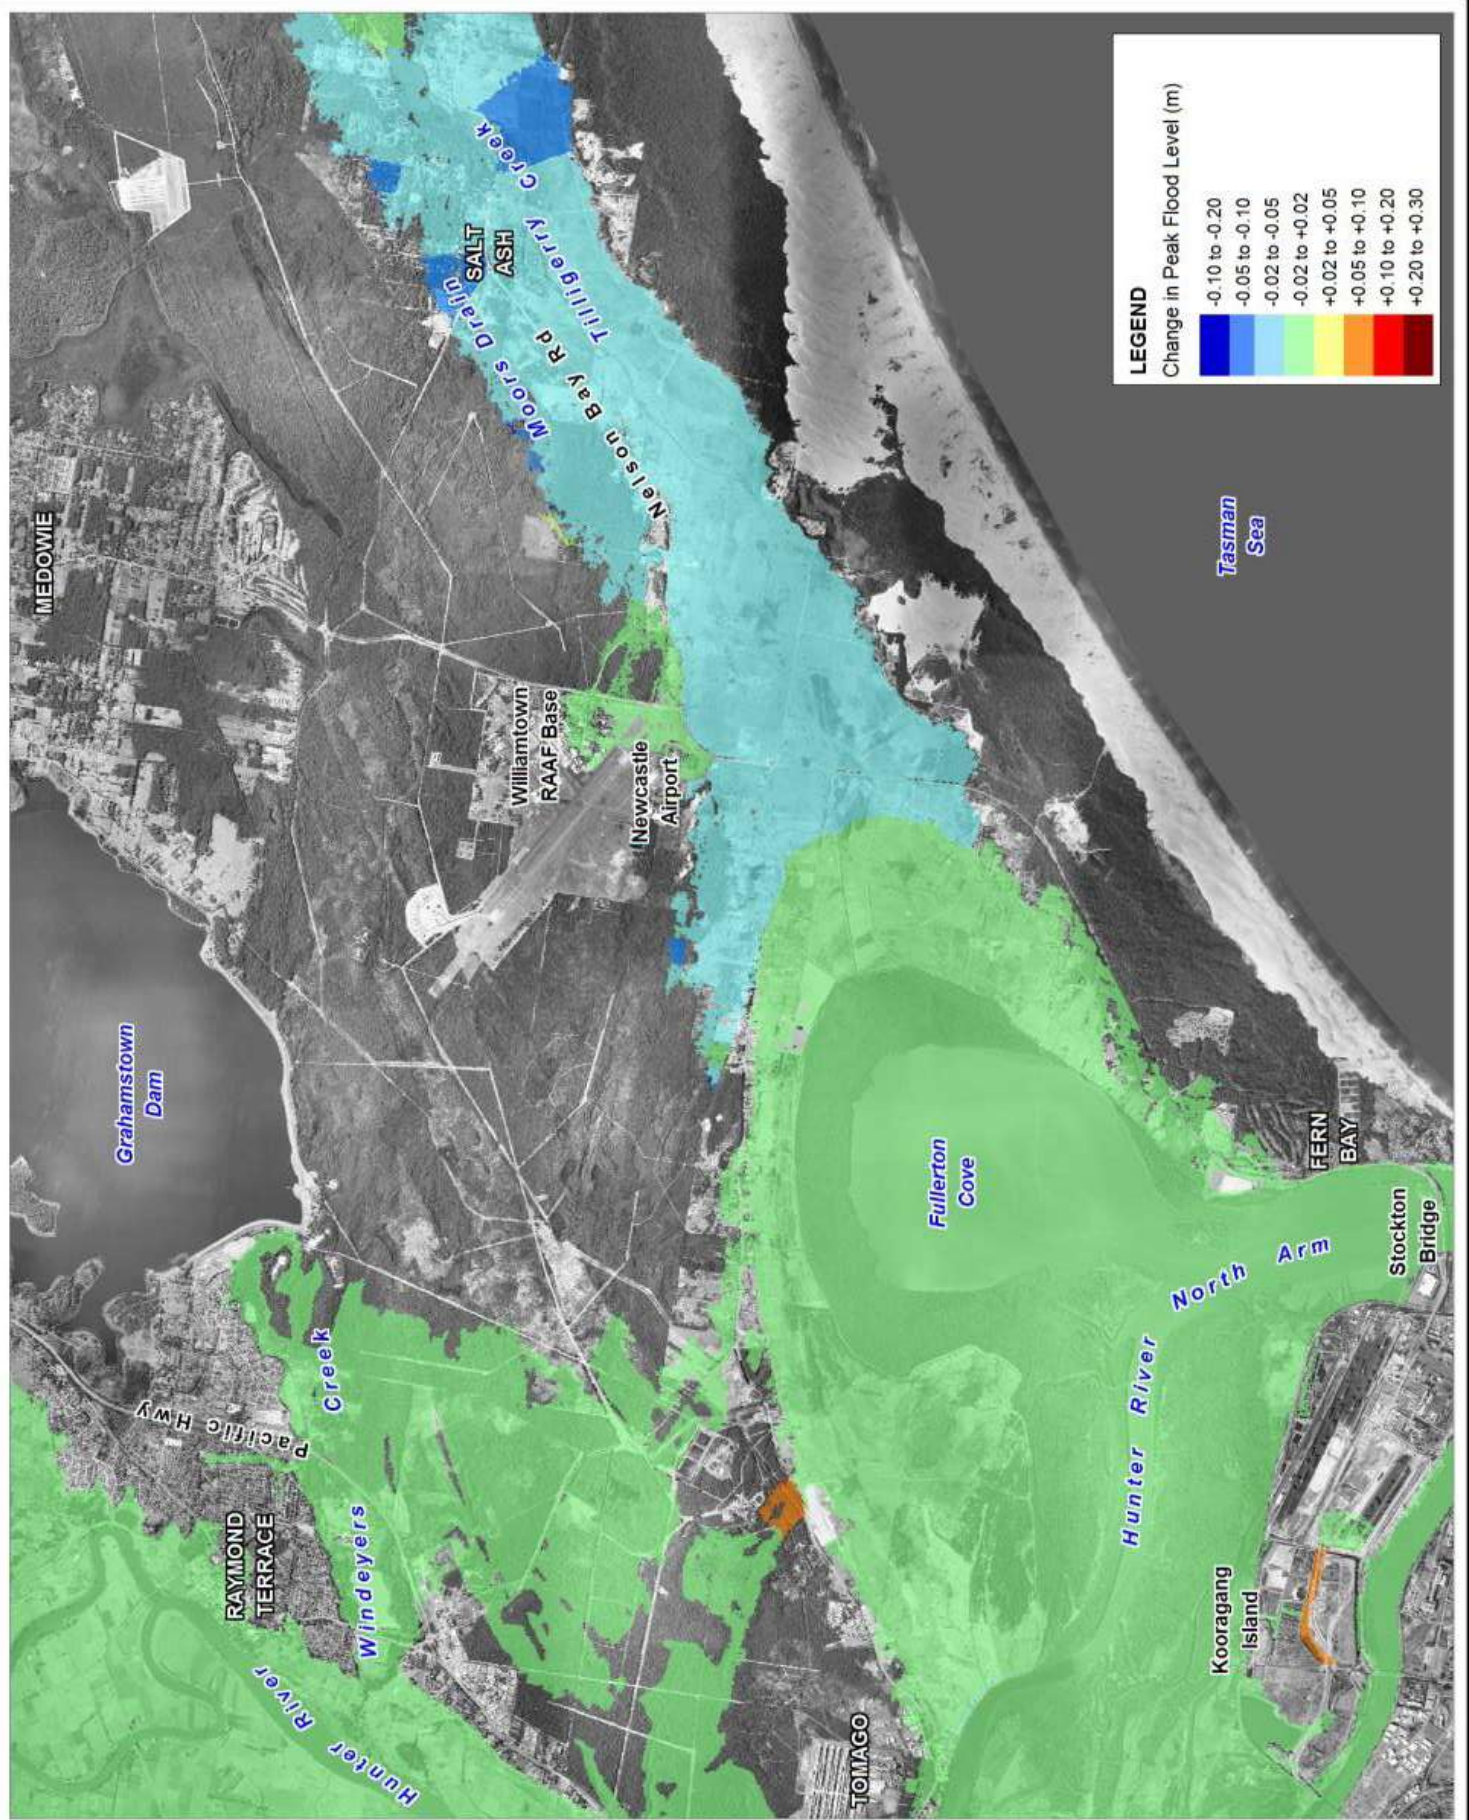 MEDOWIE
Grahamstown
Dam
Pacific Hwy
RAYMOND
TERRACE
Hunter River
Windeyers
Creek
Williamtown
RAAF Base
Newcastle
Airport
SALT
ASH
Moors Drain
Tilligerry Creek
Nelson Bay Rd
TOMAGO
Fullerton
Cove
Hunter River
North Arm
Kooragang
Island
Stockton
Bridge
FERN
BAY
Tasman
Sea
LEGEND
Change in Peak Flood Level (m)
-0.10 to -0.20
-0.05 to -0.10
-0.02 to -0.05
-0.02 to +0.02
+0.02 to +0.05
+0.05 to +0.10
+0.10 to +0.20
+0.20 to +0.30